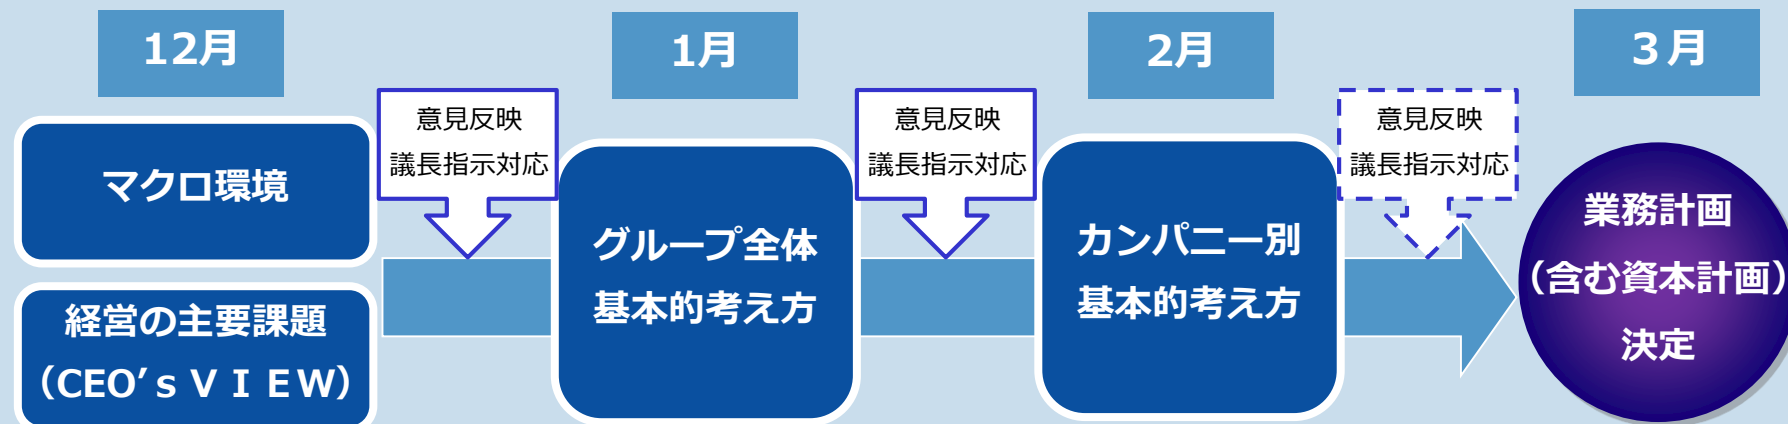 12月
マクロ環境
経営の主要課題
（CEO’ｓＶＩＥＷ）
意見反映
議長指示対応
1月
グループ全体
基本的考え方
意見反映
議長指示対応
2月
カンパニー別
基本的考え方
意見反映
議長指示対応
３月
業務計画
（含む資本計画）
決定